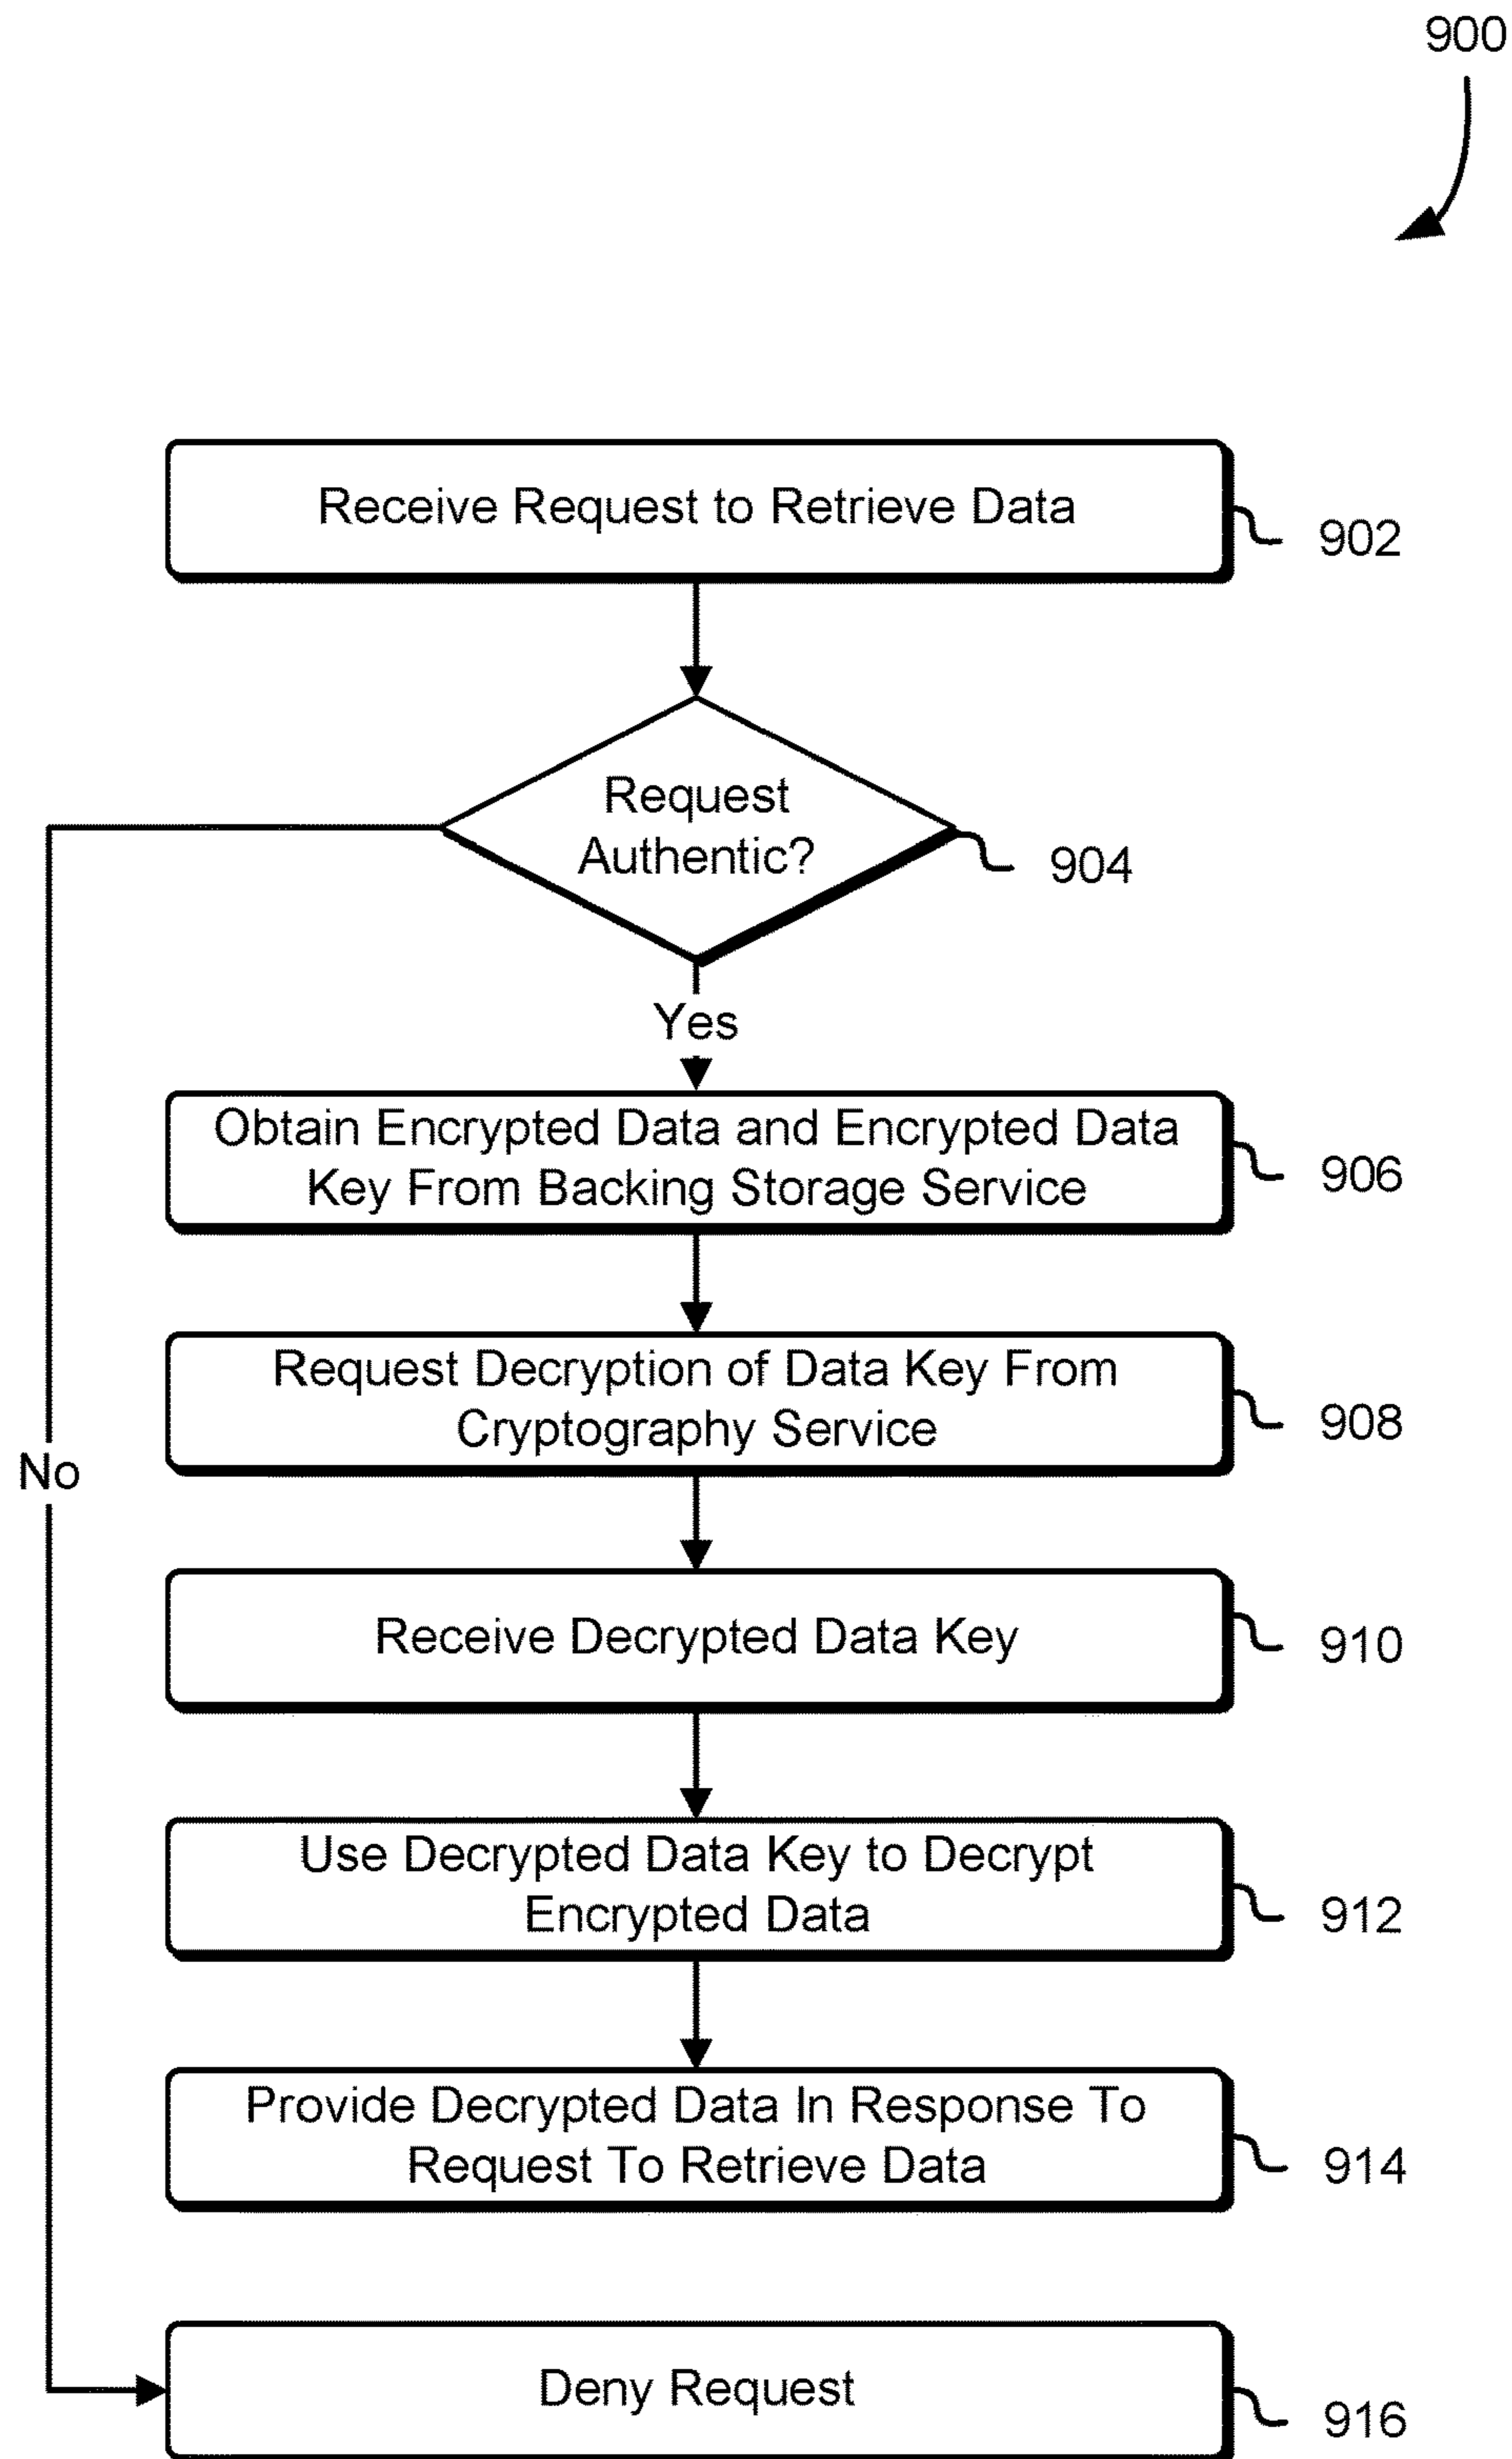 900
Receive Request to Retrieve Data
902
Request
Authentic?
904
Yes
Obtain Encrypted Data and Encrypted Data
Key From Backing Storage Service
906
Request Decryption of Data Key From
Cryptography Service
908
No
Receive Decrypted Data Key
910
Use Decrypted Data Key to Decrypt
Encrypted Data
912
Provide Decrypted Data In Response To
Request To Retrieve Data
914
Deny Request
916